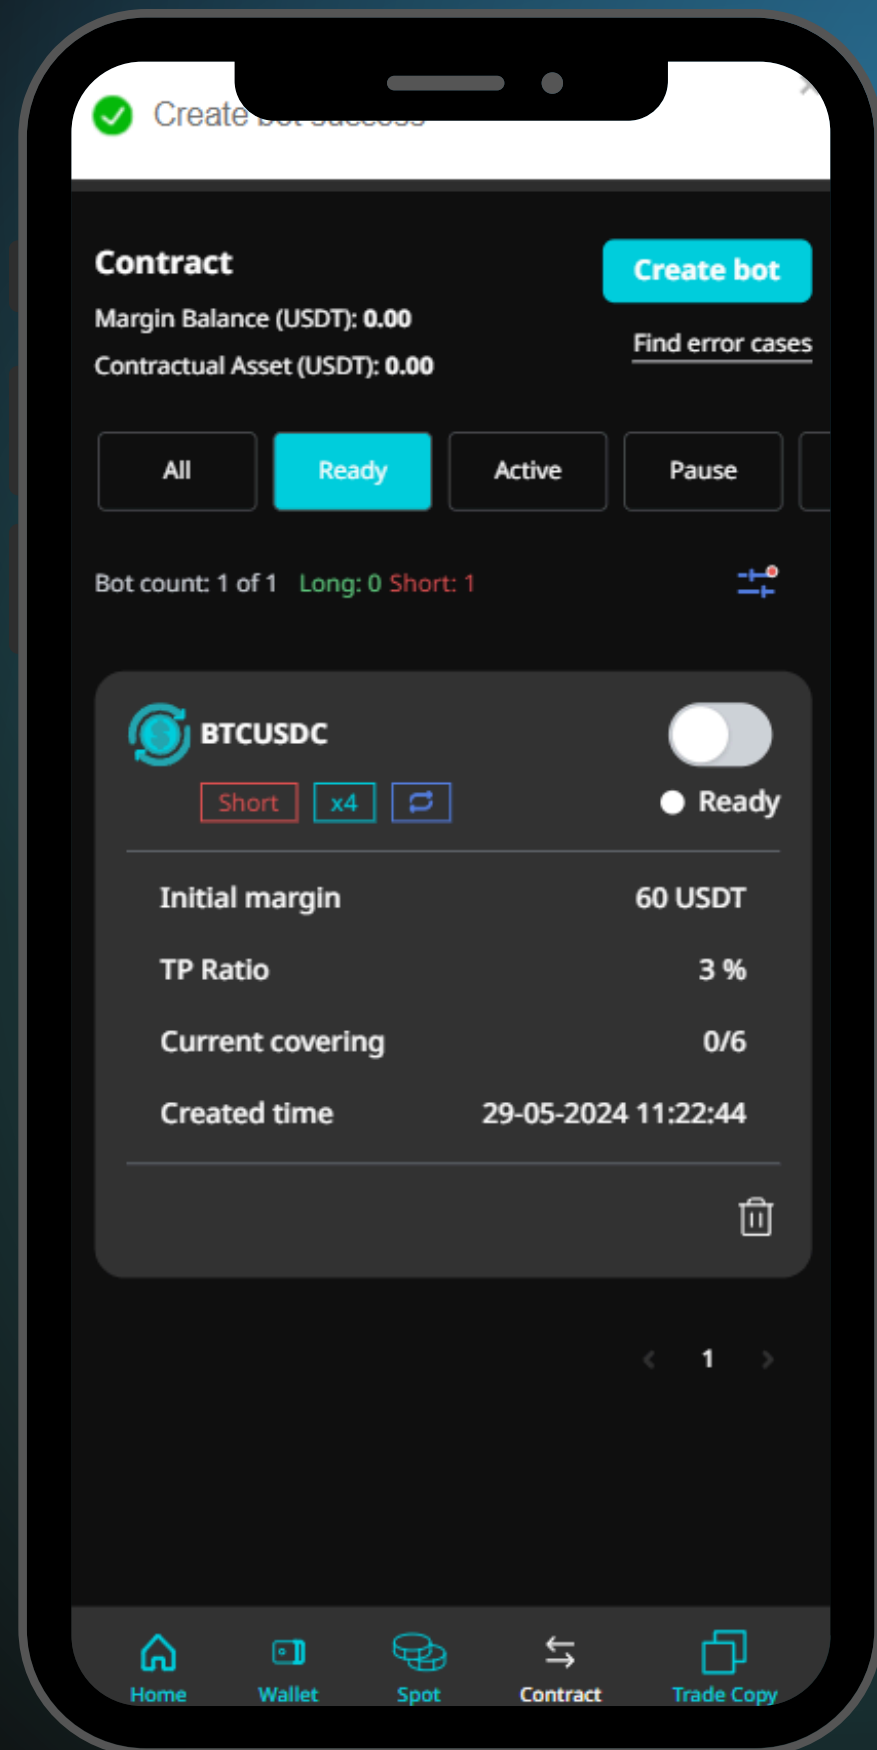 Create
Contract
Create bot
Margin Balance (USDT): 0.00
Find error cases
Contractual Asset (USDT): 0.00
All Ready Active Pause
Bot count: 1 of 1 Long: 0 Short: 1
BTCUSDC
Short x4 Ready
Initial margin 60 USDT
TP Ratio 3 %
Current covering 0/6
Created time 29-05-2024 11:22:44
1
Home Wallet Spot Contract Trade Copy